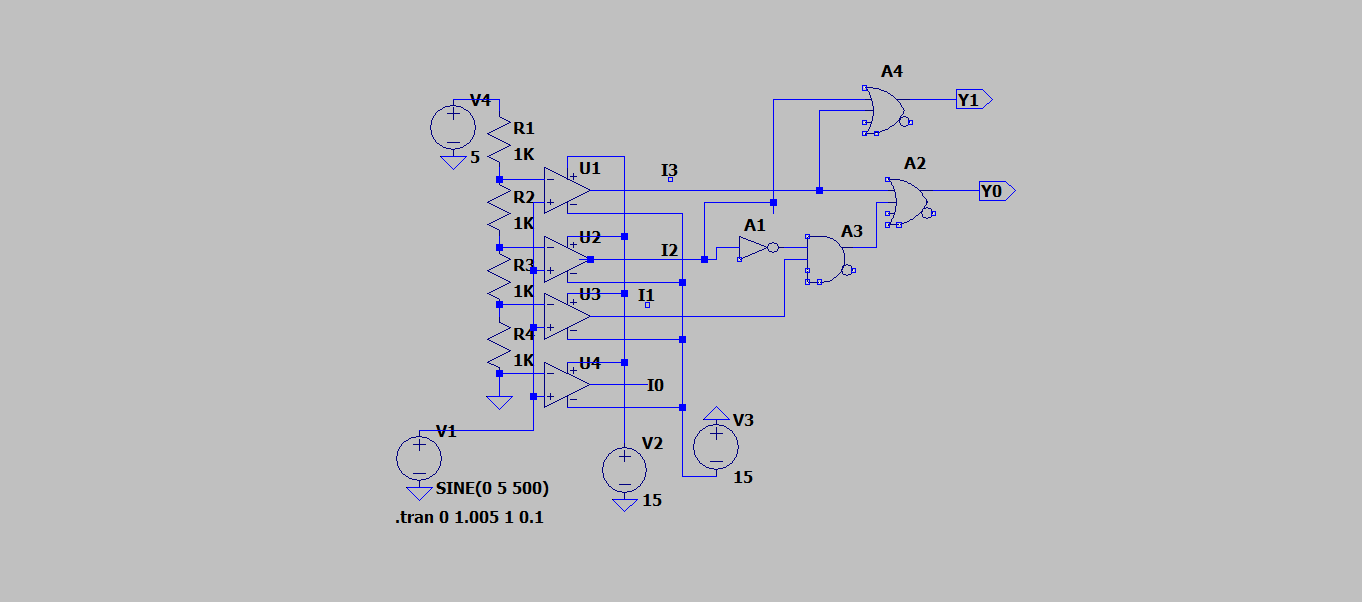 A4
V4
Y1
R1
5
1K
A2
U1
I3
R2
Y0
1K
A1
A3
U2
I2
R3
1K
U3
I1
R4
1K
U4
I0
V3
V1
V2
15
SINE(0 5 500)
15
.tran 0 1.005 1 0.1